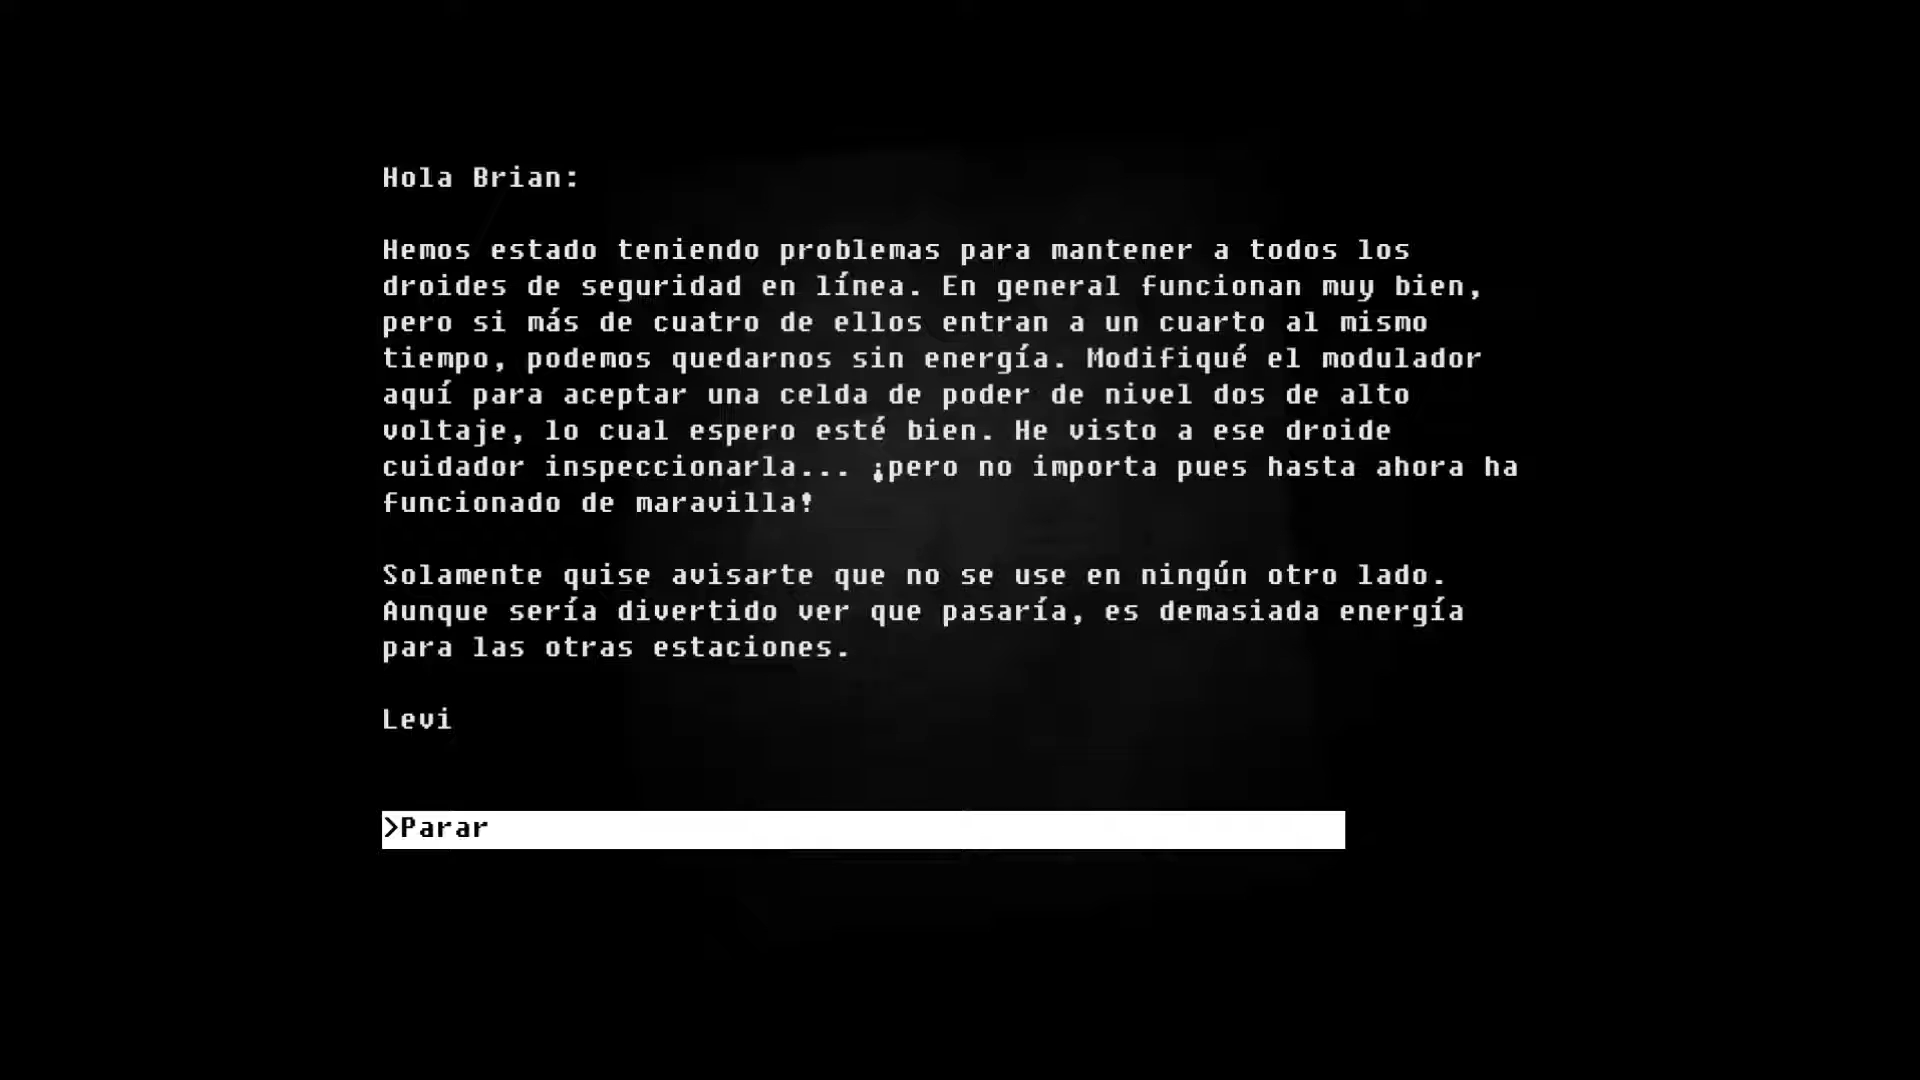 Hola Brian:
Hemos estado teniendo problemas para mantener a todos los
droides de seguridad en línea. En general funcionan muy bien,
pero si más de cuatro de ellos entran a un cuarto al mismo
tiempo, podemos quedarnos sin energía. Modifiqué el modulador
aquí para aceptar una celda de poder de nivel dos de alto
voltaje, lo cual espero esté bien. He visto a ese droide
cuidador inspeccionarla... ¡pero no importa pues hasta ahora ha
funcionado de maravilla!
Solamente quise avisarte que no se use en ningún otro lado.
Aunque sería divertido ver que pasaría, es demasiada energía
para las otras estaciones.
Levi
>Parar